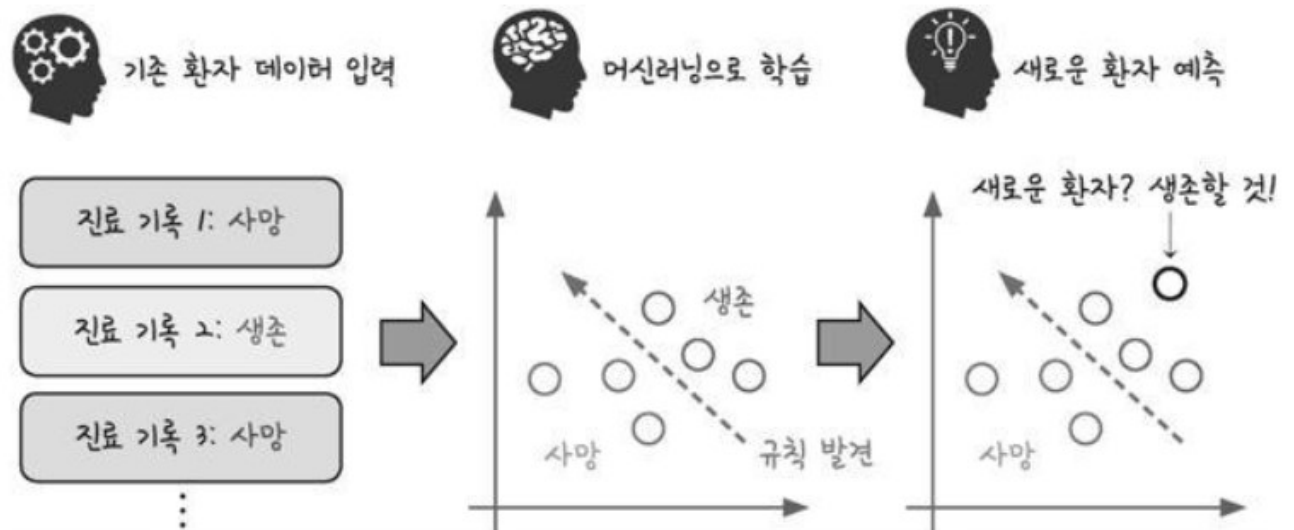 기존 환자 데이터 입력
머신러닝으로 학습
새로운 환자 예측
진료 기록 1: 사망
진료 기록 2: 생존
진료 기록 3: 사망
생존
사망
규칙 발견
새로운 환자? 생존할 것!
사망